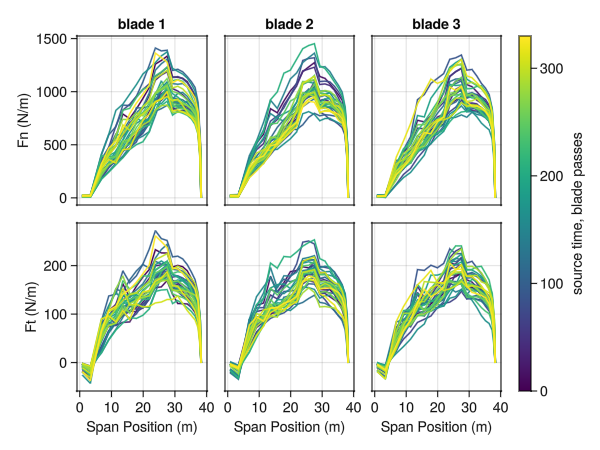 blade 1 blade 2 blade 3
1500
1000
500
0
Fn (N/m)
200
100
0
Ft (N/m)
0 10 20 30 40 0 10 20 30 40 0 10 20 30 40
Span Position (m) Span Position (m) Span Position (m)
300
200
100
0
source time, blade passes